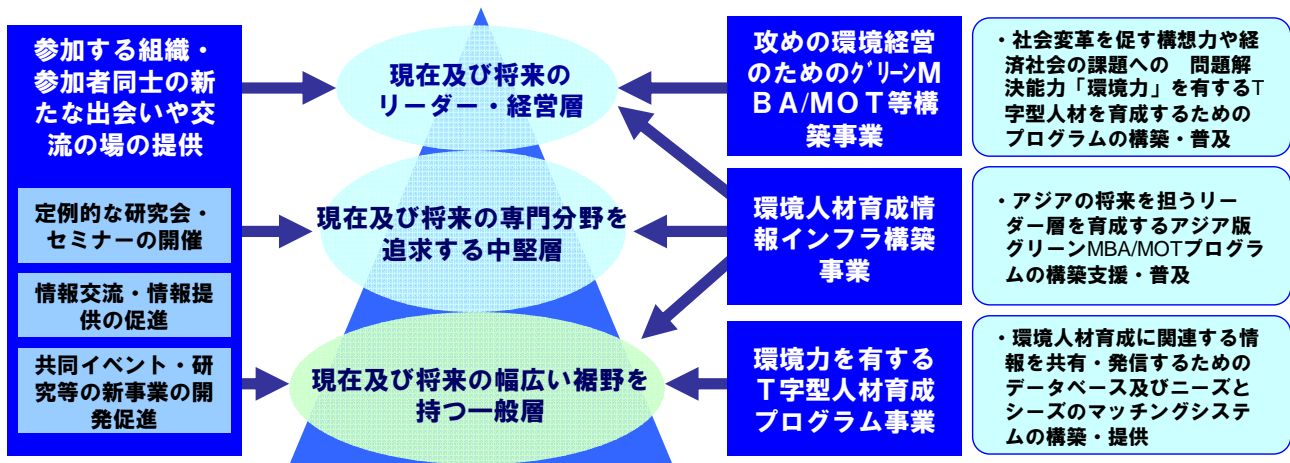 参加する組織・
参加者同士の新
たな出会いや交
流の場の提供
定例的な研究会・
セミナーの開催
情報交流・情報提
供の促進
共同イベント・研
究等の新事業の開
発促進
現在及び将来の
リーダー・経営層
現在及び将来の専門分野を
追求する中堅層
現在及び将来の幅広い裾野を
持つ一般層
攻めの環境経営
のためのグリーンM
BA/MOT等構
築事業
環境人材育成情
報インフラ構築
事業
環境力を有する
T字型人材育成
プログラム事業
・社会変革を促す構想力や経
済社会の課題への 問題解
決能力「環境力」を有するT
字型人材を育成するための
プログラムの構築・普及
・アジアの将来を担うリー
ダー層を育成するアジア版
グリーンMBA/MOTプログラ
ムの構築支援・普及
・環境人材育成に関連する情
報を共有・発信するための
データベース及びニーズと
シーズのマッチングシステ
ムの構築・提供